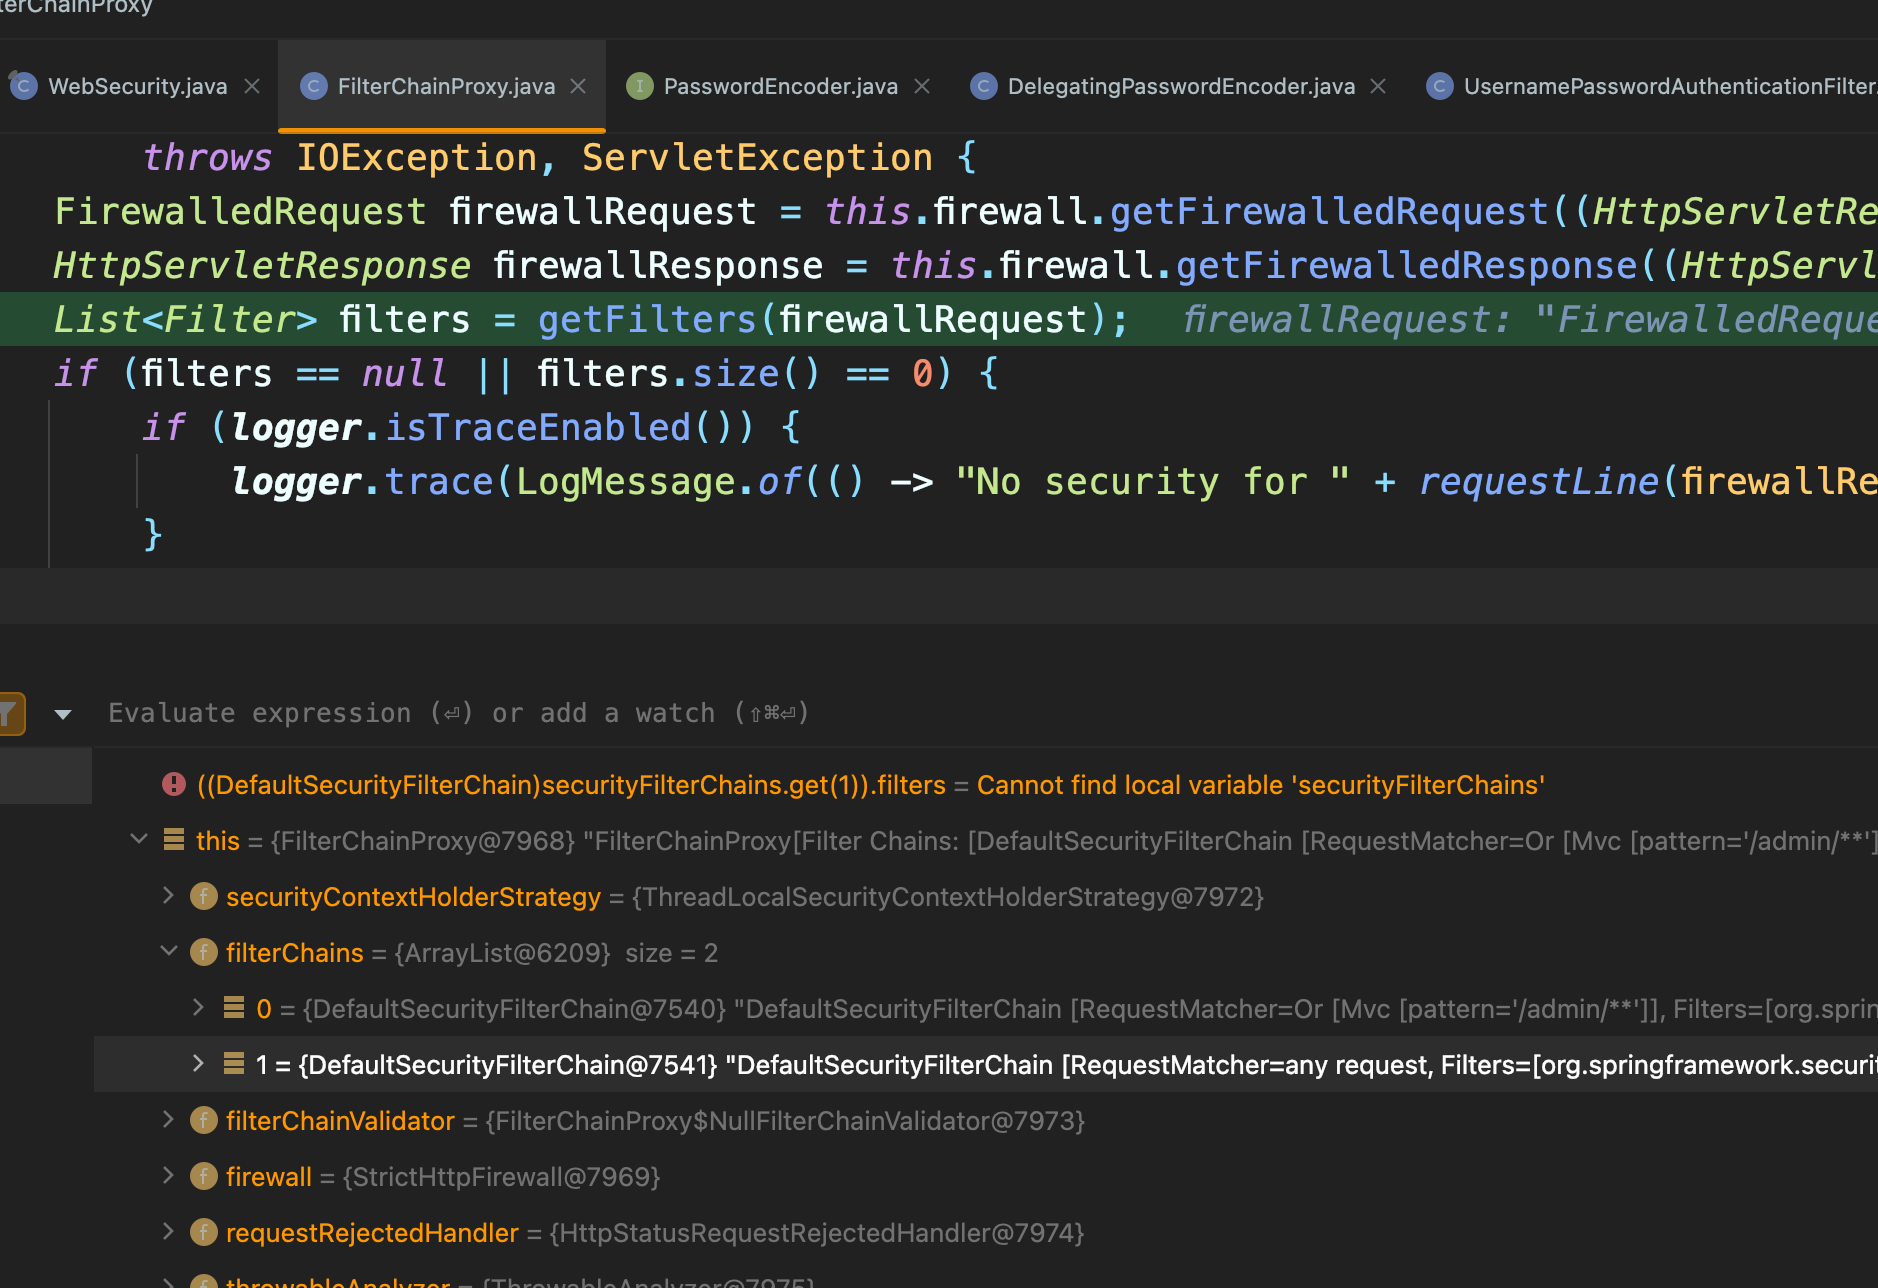 terChainProxy
WebSecurity.java FilterChainProxy.java PasswordEncoder.java DelegatingPasswordEncoder.java UsernamePasswordAuthenticationFilter.
throws IOException, ServletException {
FirewalledRequest firewallRequest = this.firewall.getFirewalledRequest((HttpServletRe
HttpServletResponse firewallResponse = this.firewall.getFirewalledResponse((HttpServl
List<Filter> filters = getFilters(firewallRequest); firewallRequest: "FirewalledReque
if (filters == null || filters.size() == 0) {
if (logger.isTraceEnabled()) {
logger.trace(LogMessage.of(() -> "No security for " + requestLine(firewallRe
}
Evaluate expression (⏎) or add a watch (⇧⌘⏎)
((DefaultSecurityFilterChain)securityFilterChains.get(1)).filters = Cannot find local variable 'securityFilterChains'
this = {FilterChainProxy@7968} "FilterChainProxy[Filter Chains: [DefaultSecurityFilterChain [RequestMatcher=Or [Mvc [pattern='/admin/**']
securityContextHolderStrategy = {ThreadLocalSecurityContextHolderStrategy@7972}
filterChains = {ArrayList@6209} size = 2
0 = {DefaultSecurityFilterChain@7540} "DefaultSecurityFilterChain [RequestMatcher=Or [Mvc [pattern='/admin/**']], Filters=[org.sprin
1 = {DefaultSecurityFilterChain@7541} "DefaultSecurityFilterChain [RequestMatcher=any request, Filters=[org.springframework.securit
filterChainValidator = {FilterChainProxy$NullFilterChainValidator@7973}
firewall = {StrictHttpFirewall@7969}
requestRejectedHandler = {HttpStatusRequestRejectedHandler@7974}
throwableAnalyzer = {ThrowableAnalyzer@7975}